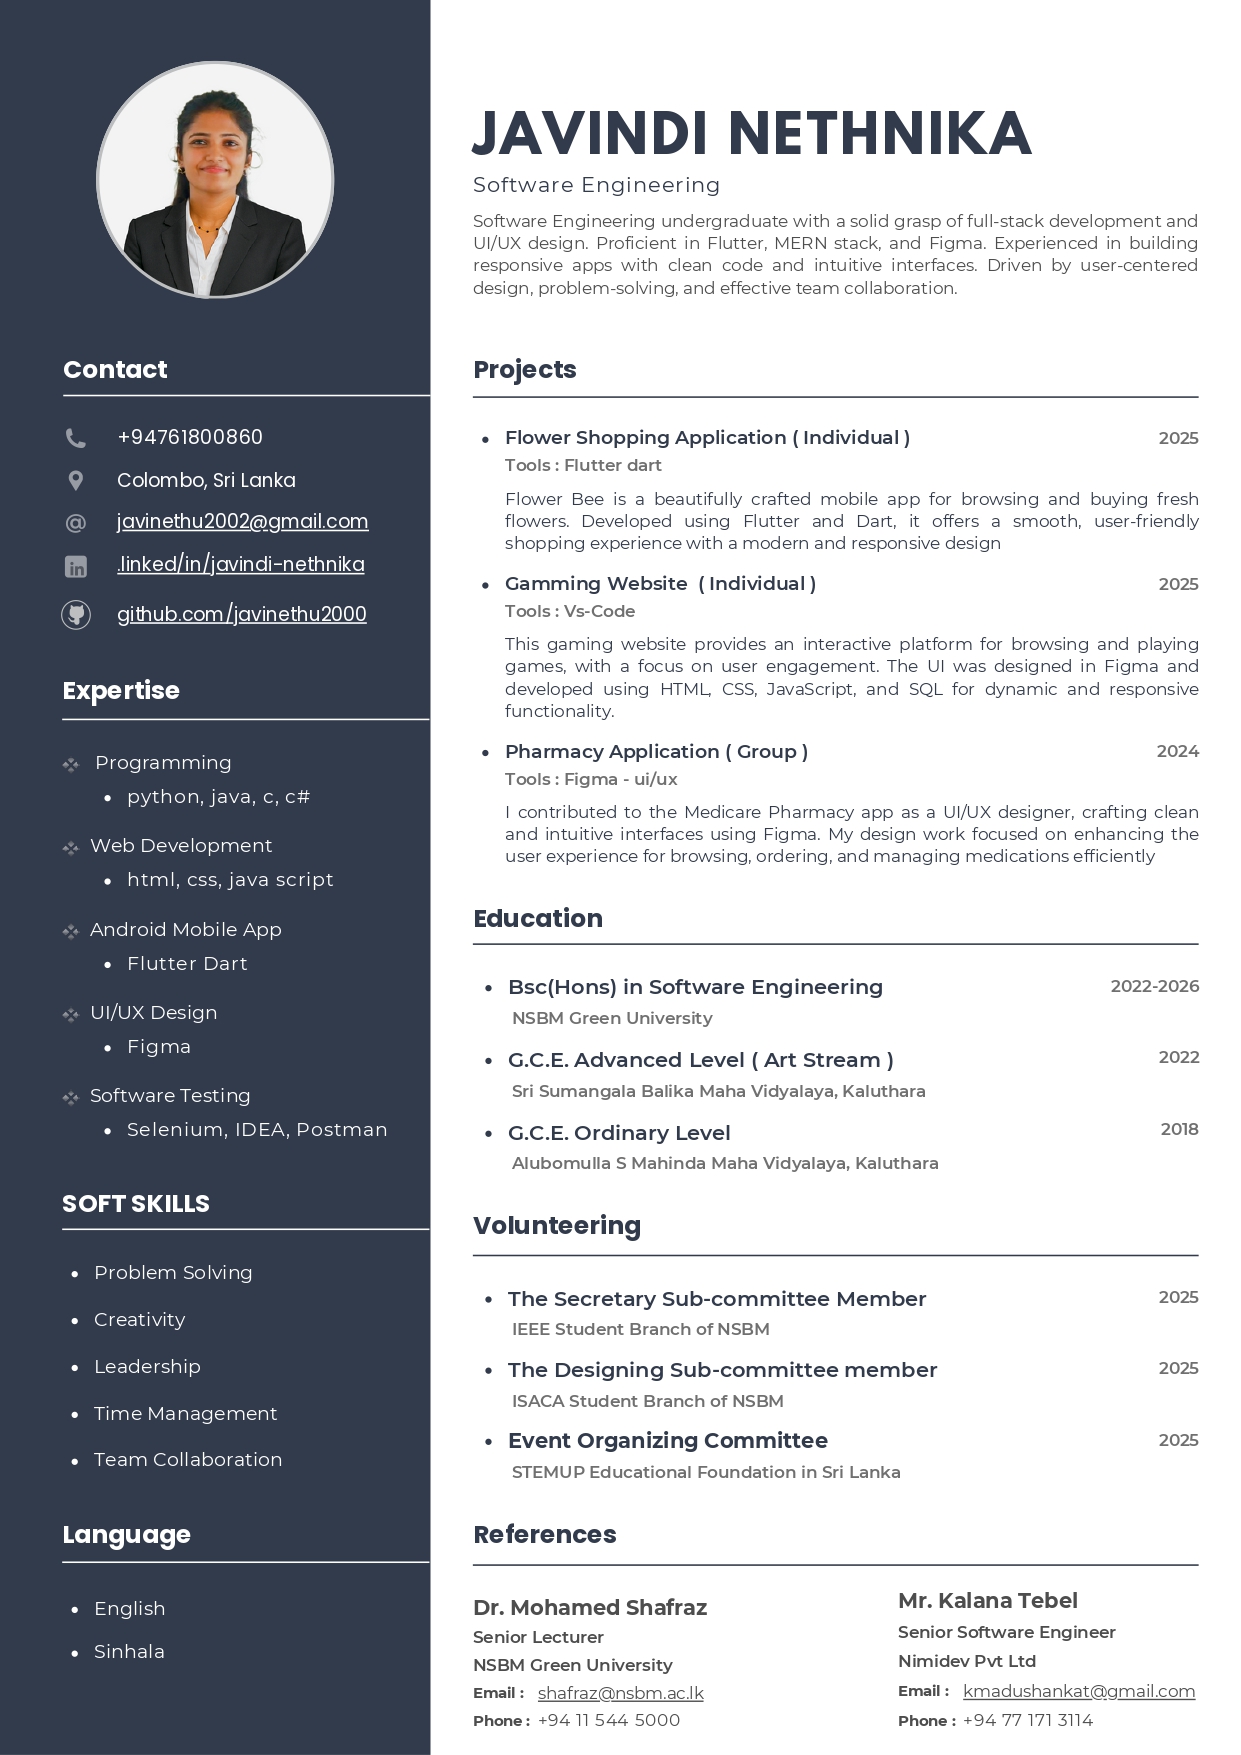 JAVINDI NETHNIKA
Software Engineering
Software Engineering undergraduate with a solid grasp of full-stack development and
UI/UX design. Proficient in Flutter, MERN stack, and Figma. Experienced in building
responsive apps with clean code and intuitive interfaces. Driven by user-centered
design, problem-solving, and effective team collaboration.
Contact
+94761800860
Colombo, Sri Lanka
javinethu2002@gmail.com
.linked/in/javindi-nethnika
github.com/javinethu2000
Expertise
Programming
• python, java, c, c#
Web Development
• html, css, java script
Android Mobile App
• Flutter Dart
UI/UX Design
• Figma
Software Testing
• Selenium, IDEA, Postman
SOFT SKILLS
• Problem Solving
• Creativity
• Leadership
• Time Management
• Team Collaboration
Language
• English
• Sinhala
Projects
• Flower Shopping Application ( Individual ) 2025
Tools : Flutter dart
Flower Bee is a beautifully crafted mobile app for browsing and buying fresh
flowers. Developed using Flutter and Dart, it offers a smooth, user-friendly
shopping experience with a modern and responsive design
• Gamming Website ( Individual ) 2025
Tools : Vs-Code
This gaming website provides an interactive platform for browsing and playing
games, with a focus on user engagement. The UI was designed in Figma and
developed using HTML, CSS, JavaScript, and SQL for dynamic and responsive
functionality.
• Pharmacy Application ( Group ) 2024
Tools : Figma - ui/ux
I contributed to the Medicare Pharmacy app as a UI/UX designer, crafting clean
and intuitive interfaces using Figma. My design work focused on enhancing the
user experience for browsing, ordering, and managing medications efficiently
Education
• Bsc(Hons) in Software Engineering 2022-2026
NSBM Green University
• G.C.E. Advanced Level ( Art Stream ) 2022
Sri Sumangala Balika Maha Vidyalaya, Kaluthara
• G.C.E. Ordinary Level 2018
Alubomulla S Mahinda Maha Vidyalaya, Kaluthara
Volunteering
• The Secretary Sub-committee Member 2025
IEEE Student Branch of NSBM
• The Designing Sub-committee member 2025
ISACA Student Branch of NSBM
• Event Organizing Committee 2025
STEMUP Educational Foundation in Sri Lanka
References
Dr. Mohamed Shafraz
Senior Lecturer
NSBM Green University
Email : shafraz@nsbm.ac.lk
Phone : +94 11 544 5000
Mr. Kalana Tebel
Senior Software Engineer
Nimidev Pvt Ltd
Email : kmadushankat@gmail.com
Phone : +94 77 171 3114